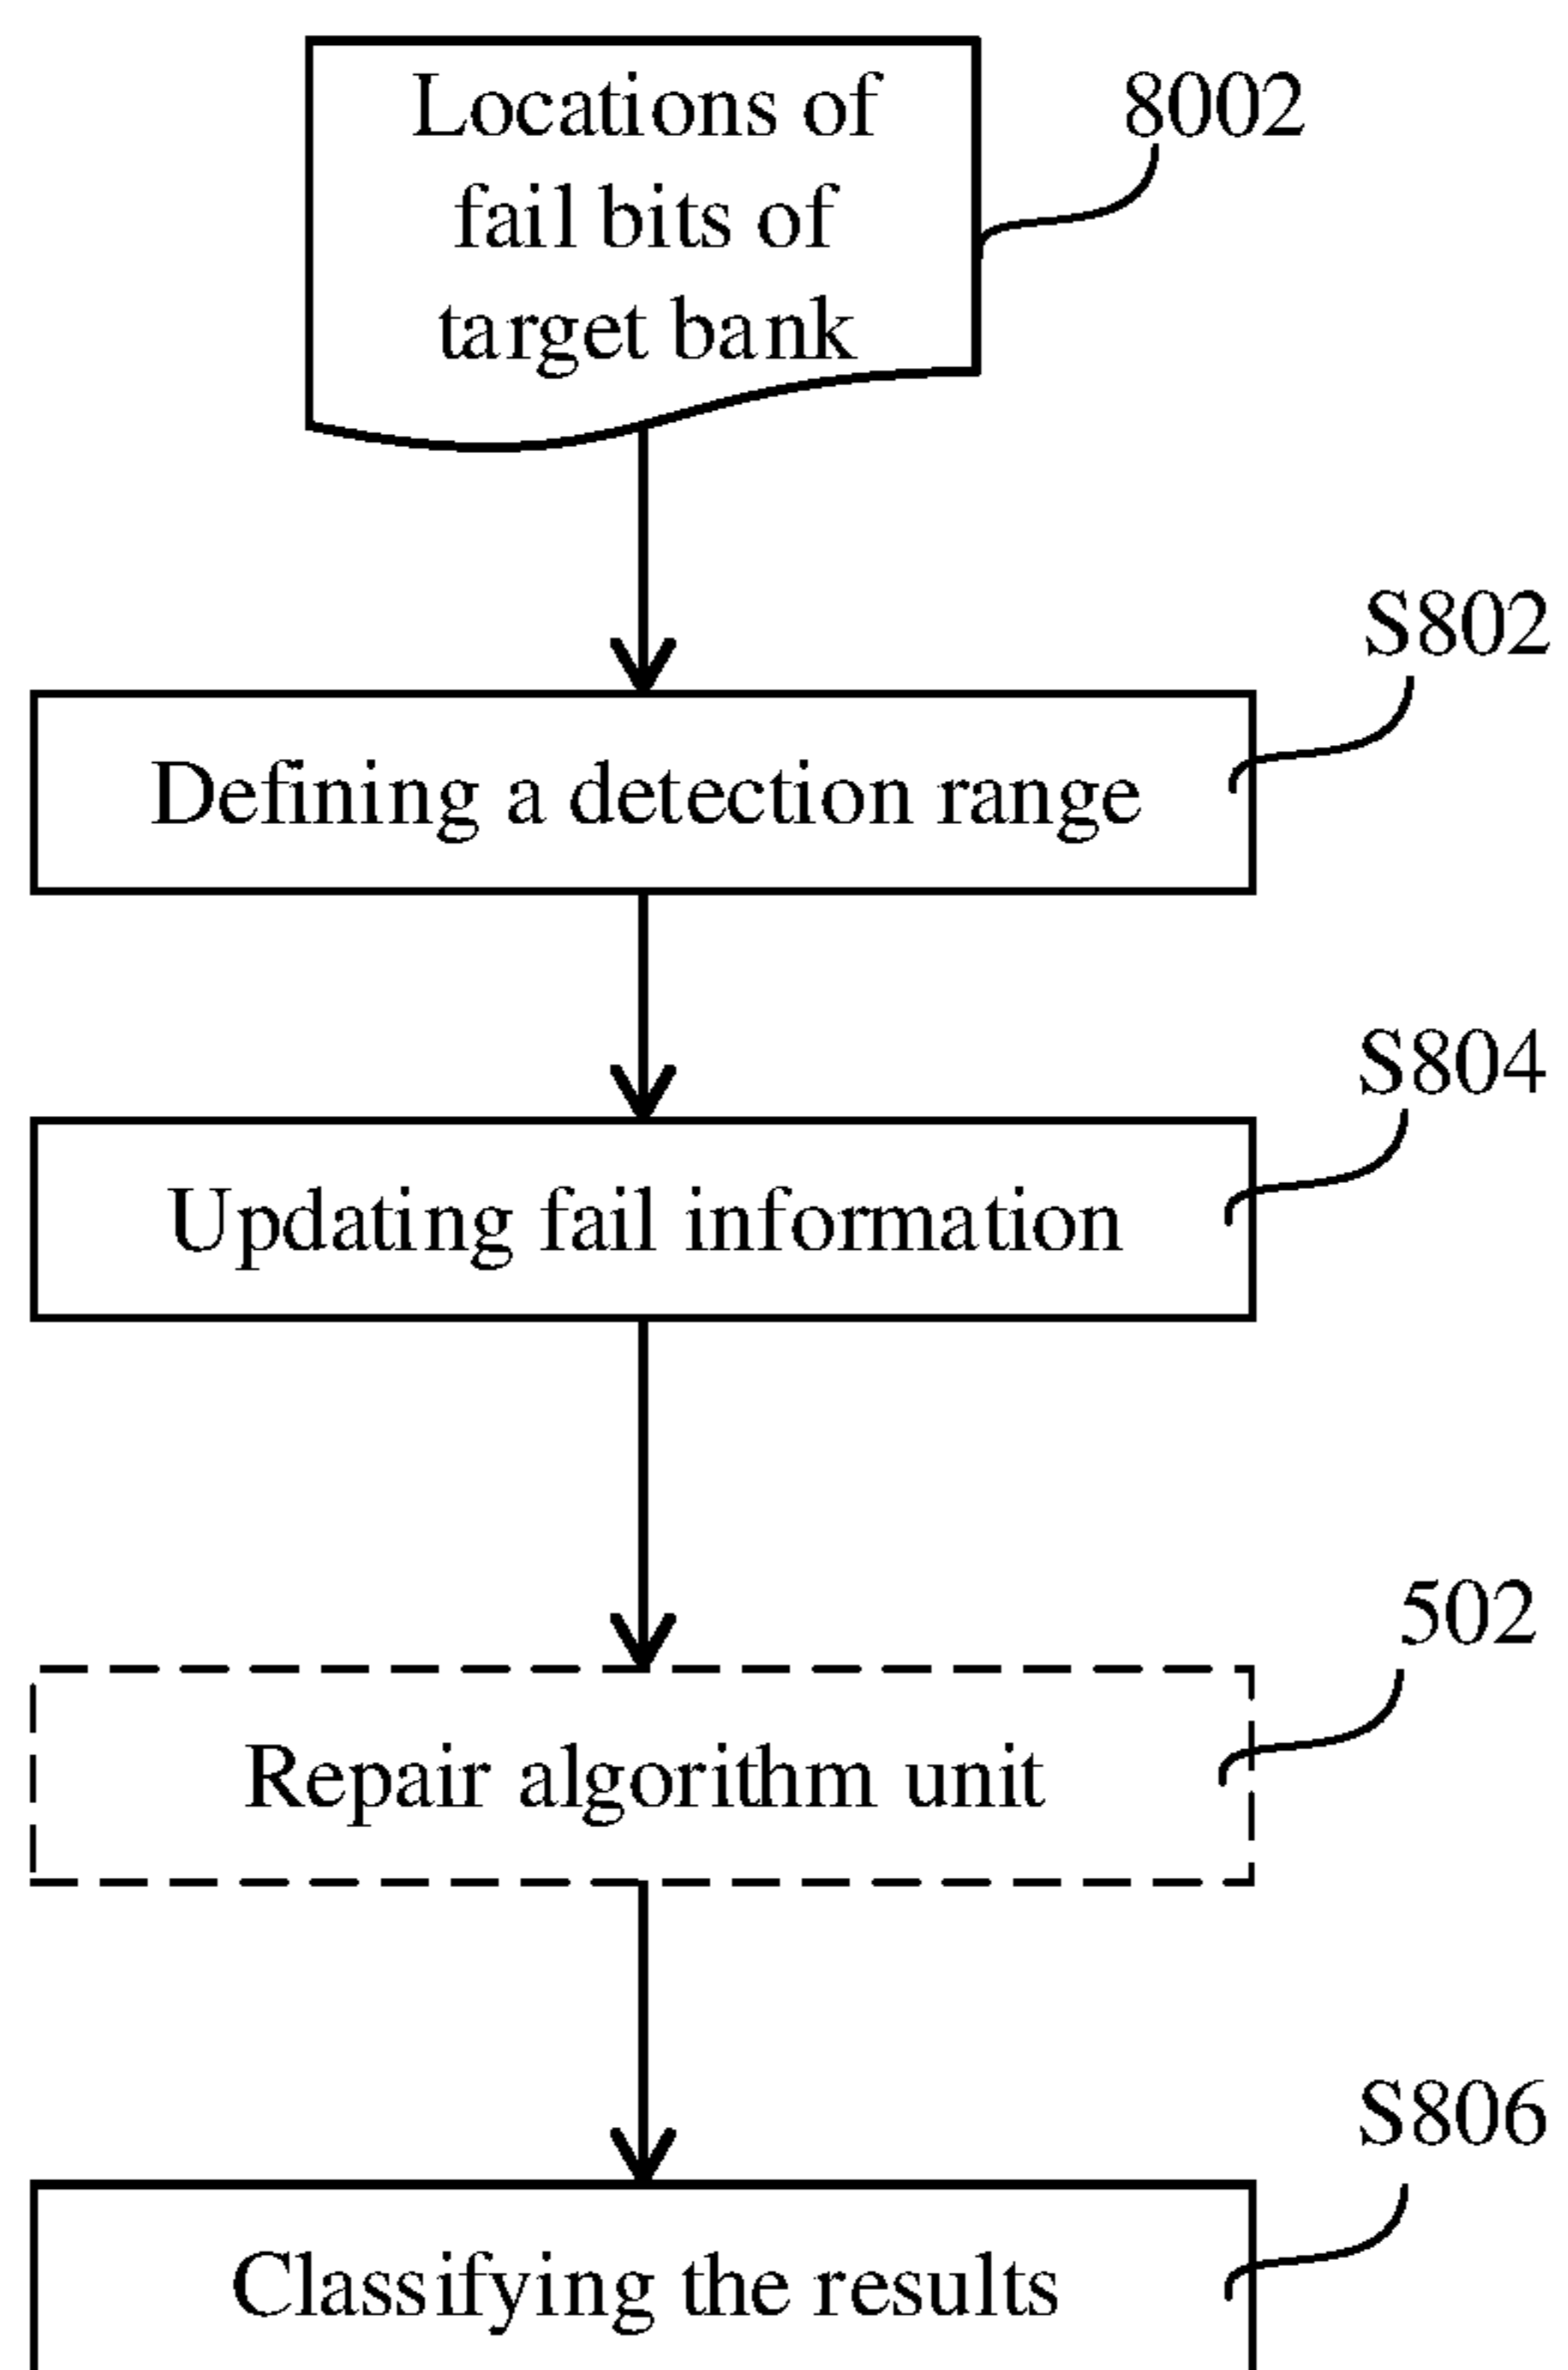 Locations of
fail bits of
target bank
8002
S802
Defining a detection range
S804
Updating fail information
502
Repair algorithm unit
S806
Classifying the results